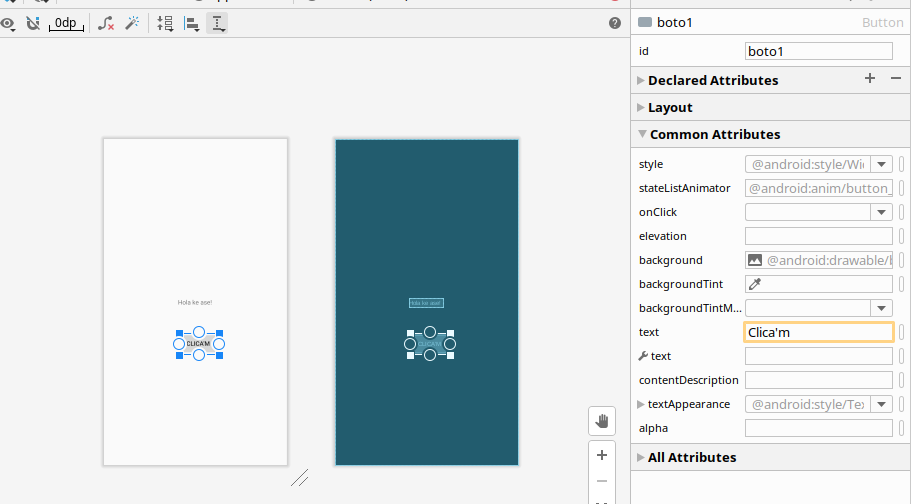 0dp
Hola ke ase!
CLICA'M
Hola ke ase!
CLICA'M
boto1
Button
id
boto1
Declared Attributes
Layout
Common Attributes
style
@android:style/Wi
stateListAnimator
@android:anim/button_
onClick
elevation
background
@android:drawable/
backgroundTint
backgroundTintM...
text
Clica'm
text
contentDescription
textAppearance
@android:style/Te
alpha
All Attributes